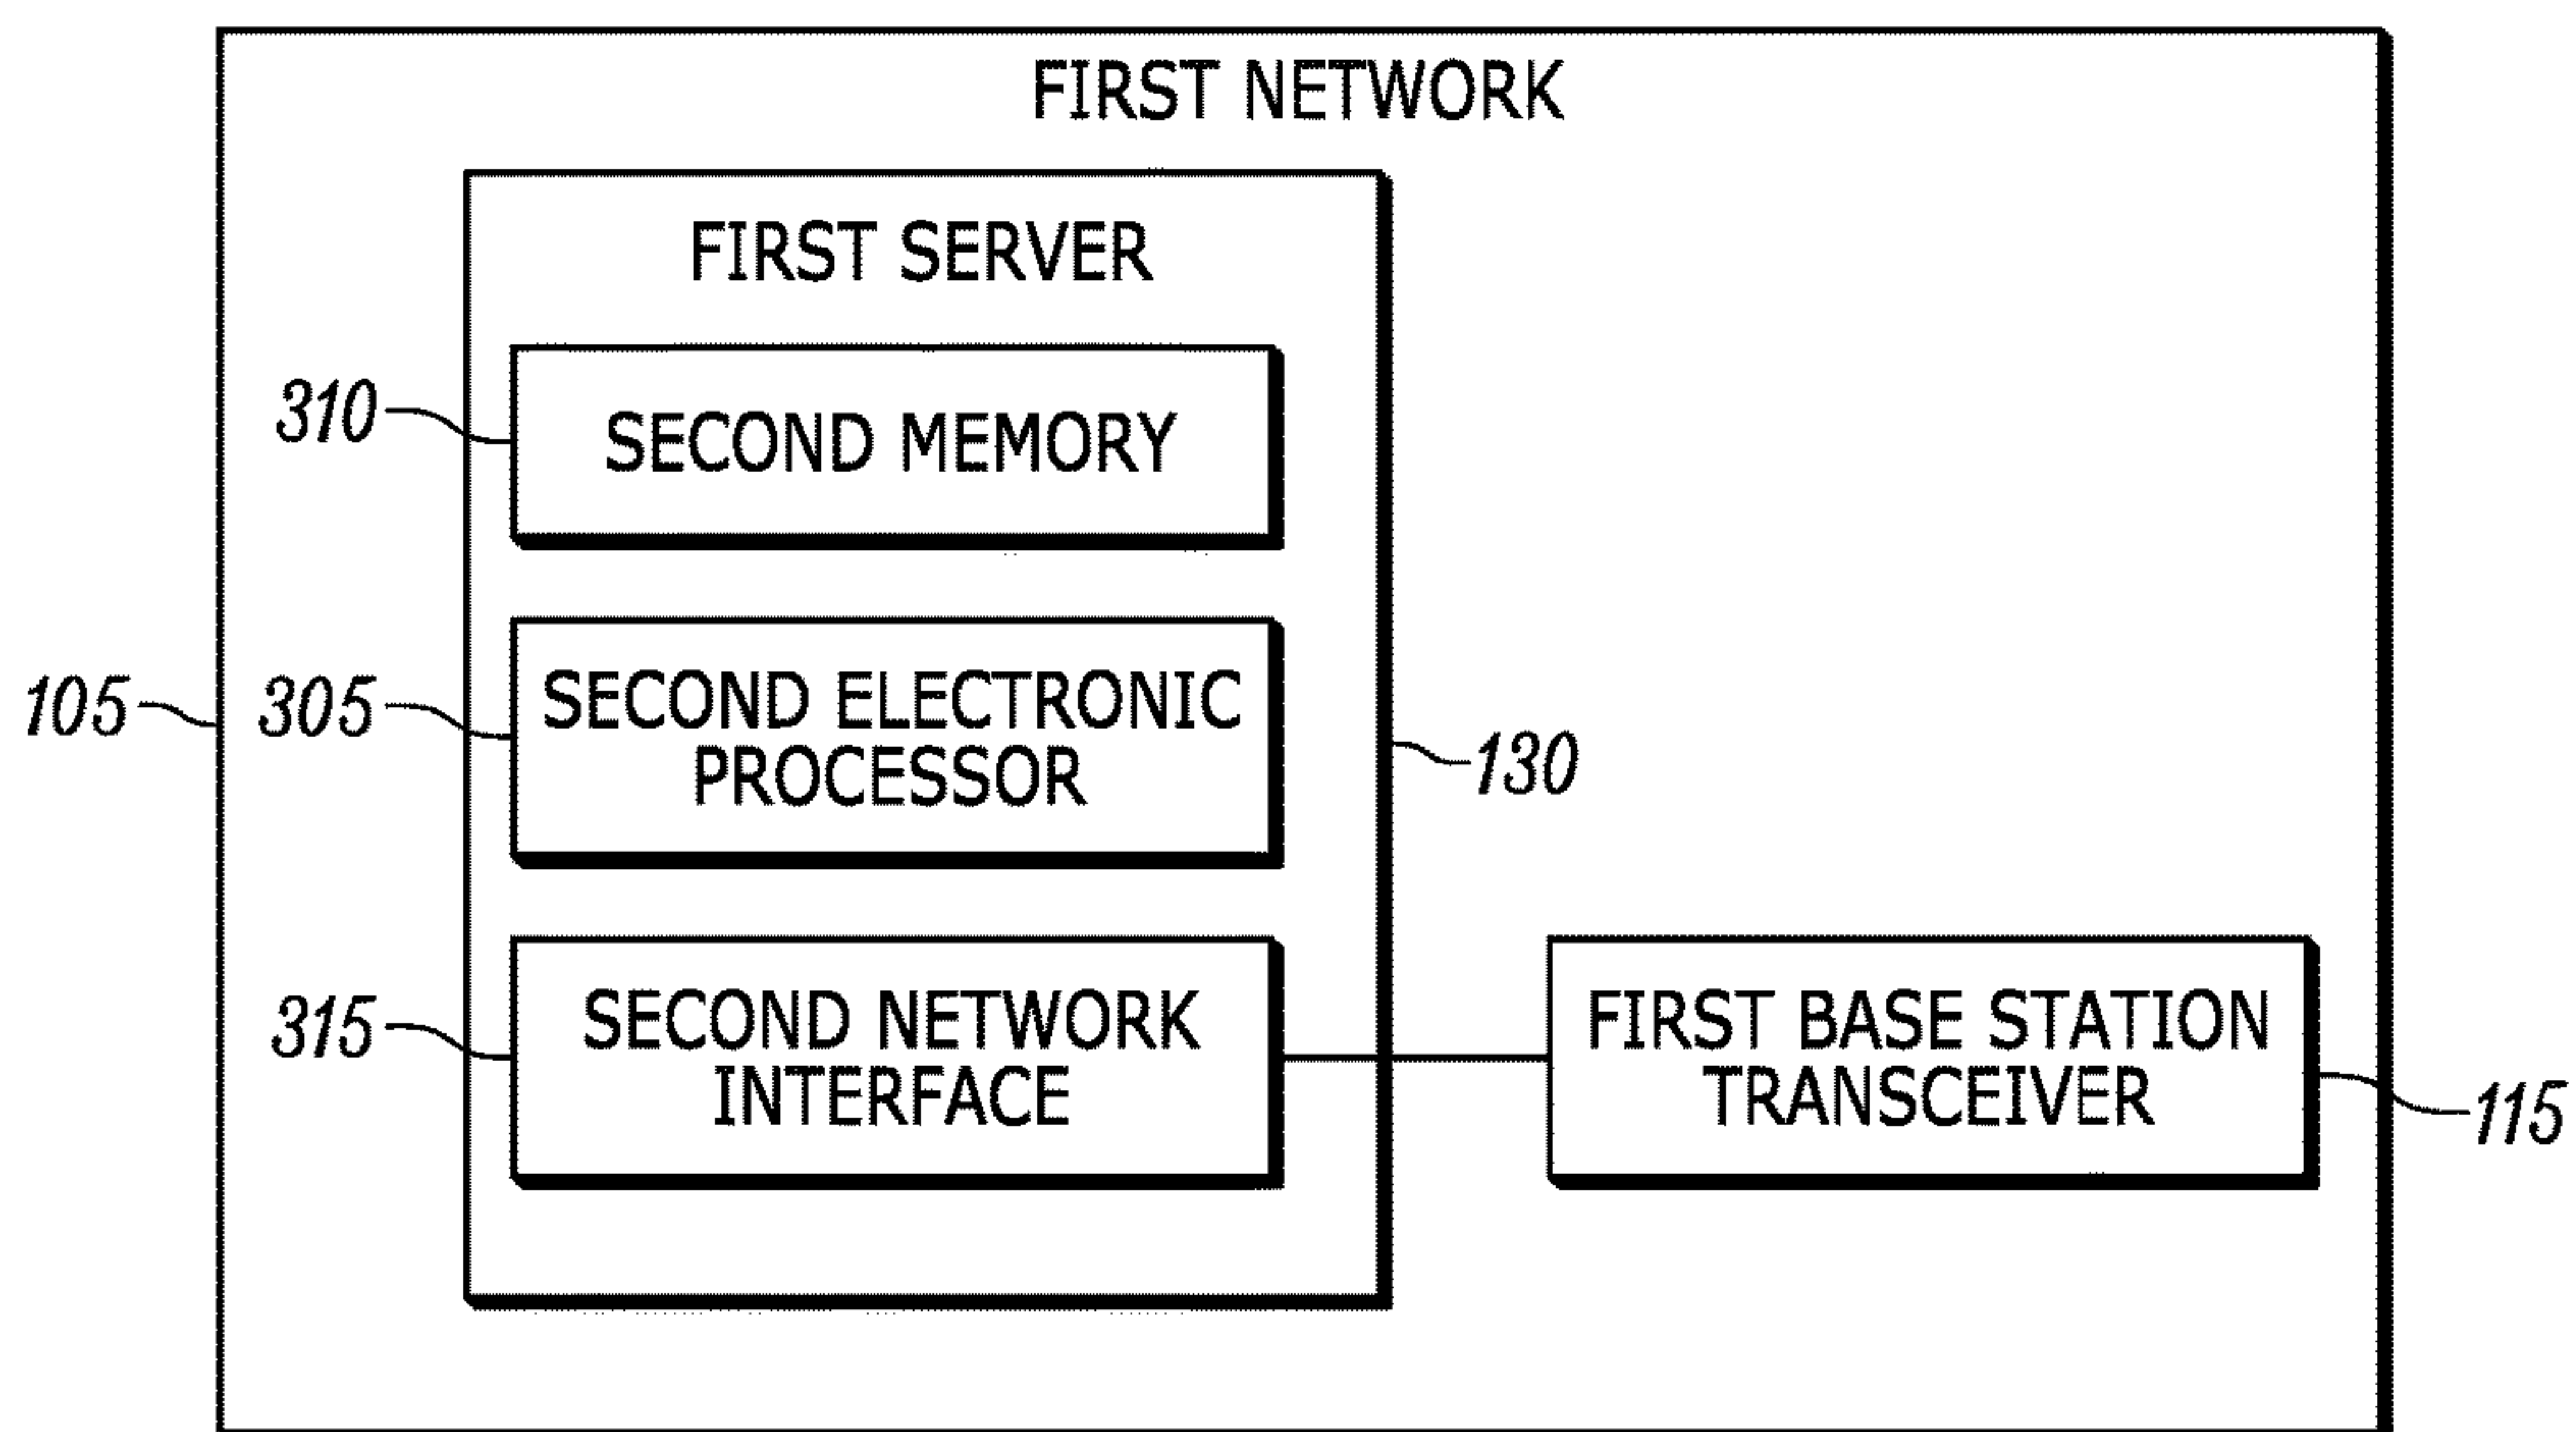 FIRST NETWORK
FIRST SERVER
310
SECOND MEMORY
105
305
SECOND ELECTRONIC
PROCESSOR
130
315
SECOND NETWORK
INTERFACE
FIRST BASE STATION
TRANSCEIVER
115